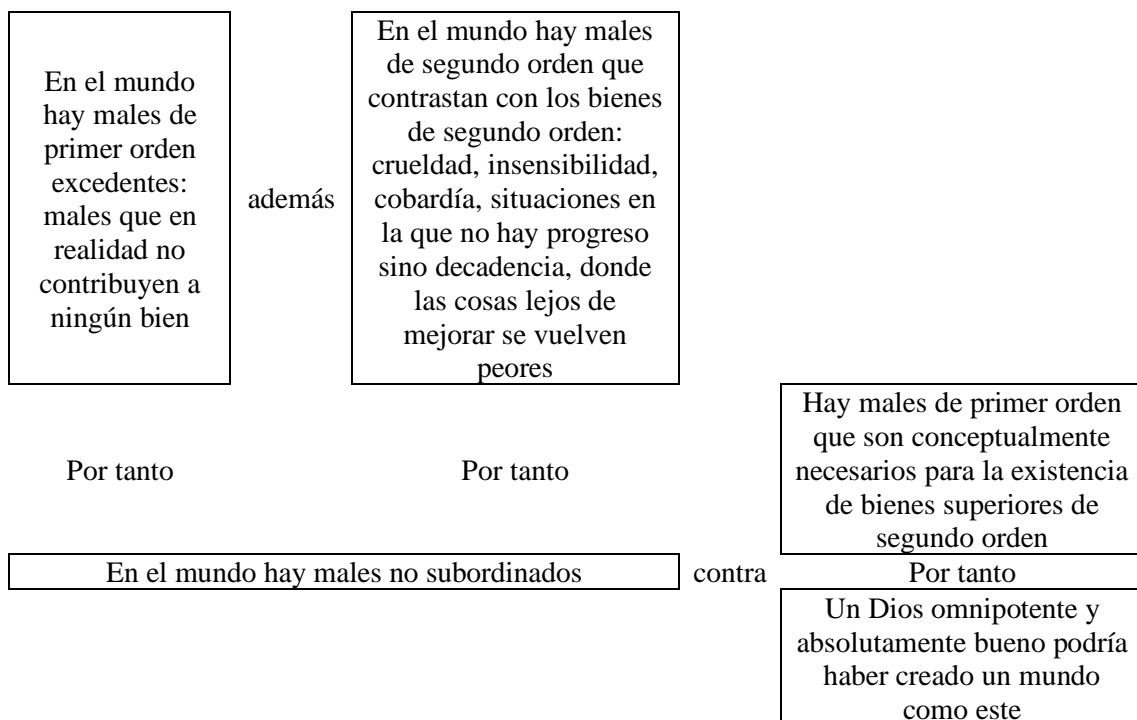 En el mundo
hay males de
primer orden
excedentes:
males que en
realidad no
contribuyen a
ningún bien
además
En el mundo hay males
de segundo orden que
contrastan con los bienes
de segundo orden:
crueldad, insensibilidad,
cobardía, situaciones en
la que no hay progreso
sino decadencia, donde
las cosas lejos de
mejorar se vuelven
peores
Por tanto
Por tanto
Hay males de primer orden
que son conceptualmente
necesarios para la existencia
de bienes superiores de
segundo orden
En el mundo hay males no subordinados
contra
Por tanto
Un Dios omnipotente y
absolutamente bueno podría
haber creado un mundo
como este